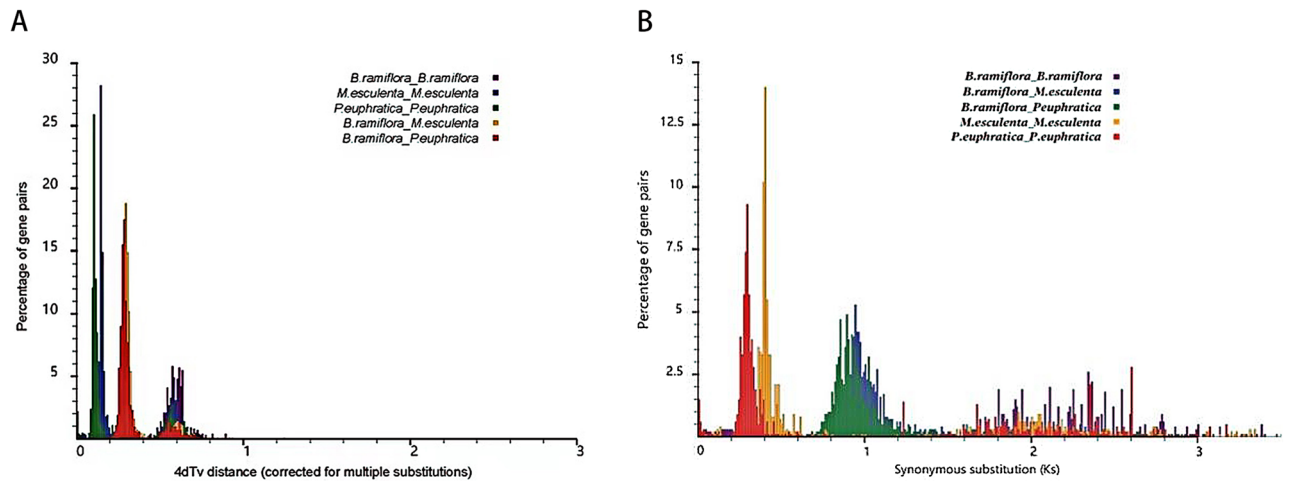 A
B
30
25
20
15
10
5
Percentage of gene pairs
B.ramiflora_B.ramiflora
M.esculenta_M.esculenta
P.euphratica_P.euphratica
B.ramiflora_M.esculenta
B.ramiflora_P.euphratica
0
1
2
3
4dTv distance (corrected for multiple substitutions)
15
12.5
10
7.5
5
2.5
Percentage of gene pairs
B.ramiflora_B.ramiflora
B.ramiflora_M.esculenta
B.ramiflora_Peuphratica
M.esculenta_M.esculenta
P.euphratica_P.euphratica
0
1
2
3
Synonymous substitution (Ks)